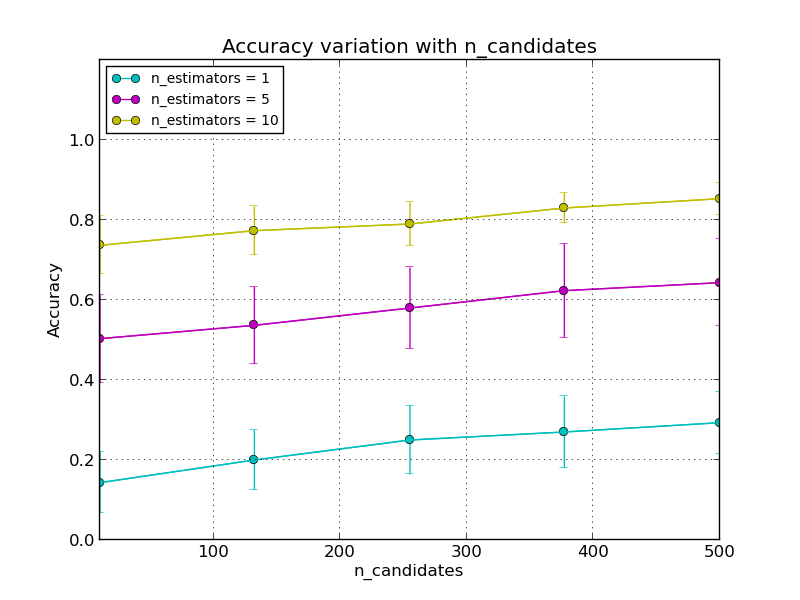 Accuracy variation with n_candidates
n_estimators = 1
n_estimators = 5
n_estimators = 10
1.0
0.8
0.6
0.4
0.2
0.0
Accuracy
100 200 300 400 500
n_candidates